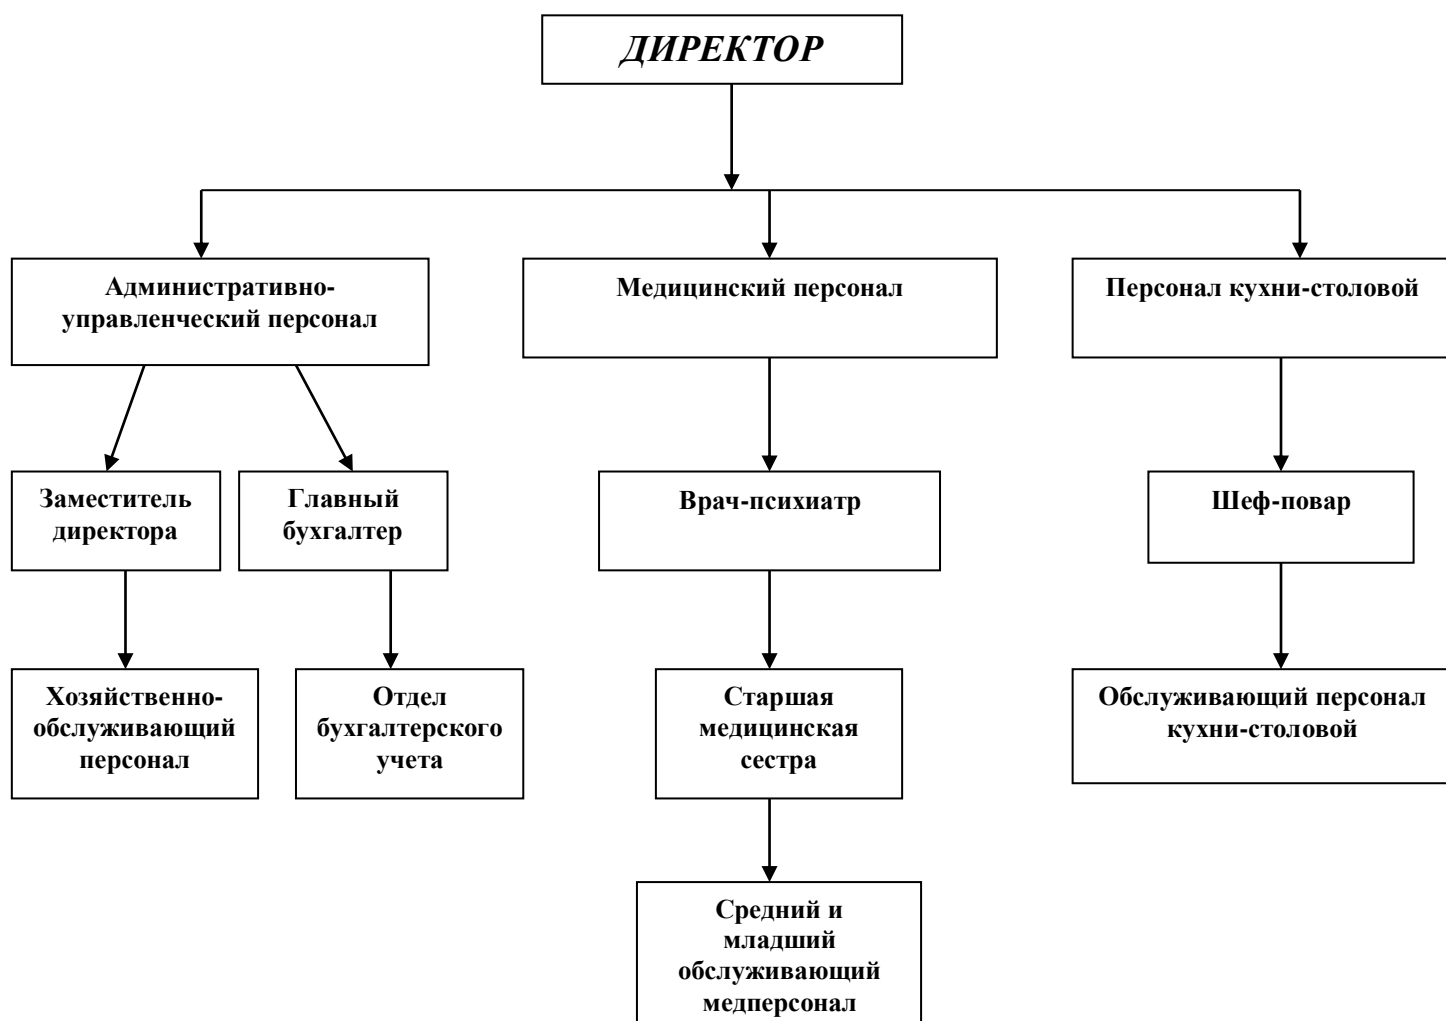 ДИРЕКТОР
Административно-
управленческий персонал
Медицинский персонал
Персонал кухни-столовой
Заместитель
директора
Главный
бухгалтер
Врач-психиатр
Шеф-повар
Хозяйственно-
обслуживающий
персонал
Отдел
бухгалтерского
учета
Старшая
медицинская
сестра
Обслуживающий персонал
кухни-столовой
Средний и
младший
обслуживающий
медперсонал